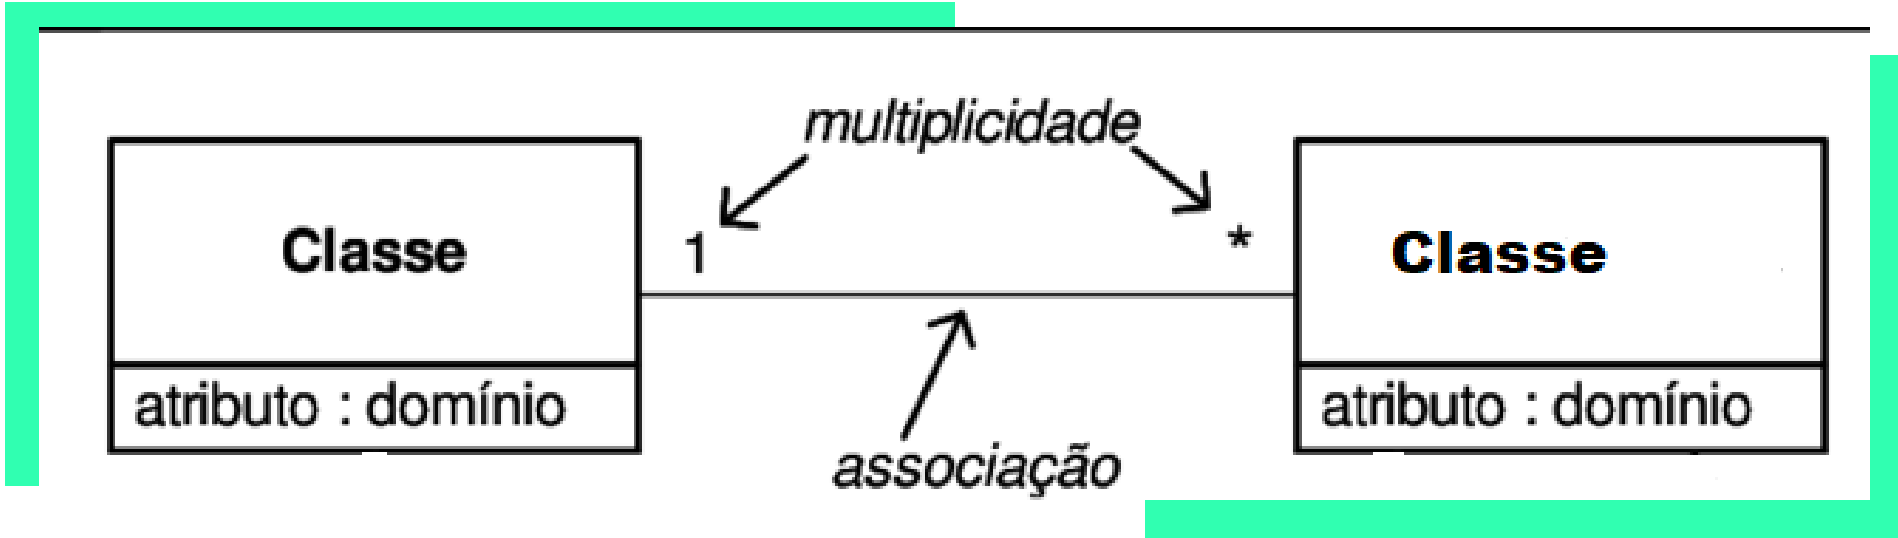 multiplicidade
Classe
1
*
Classe
atributo : domínio
atributo : domínio
associação